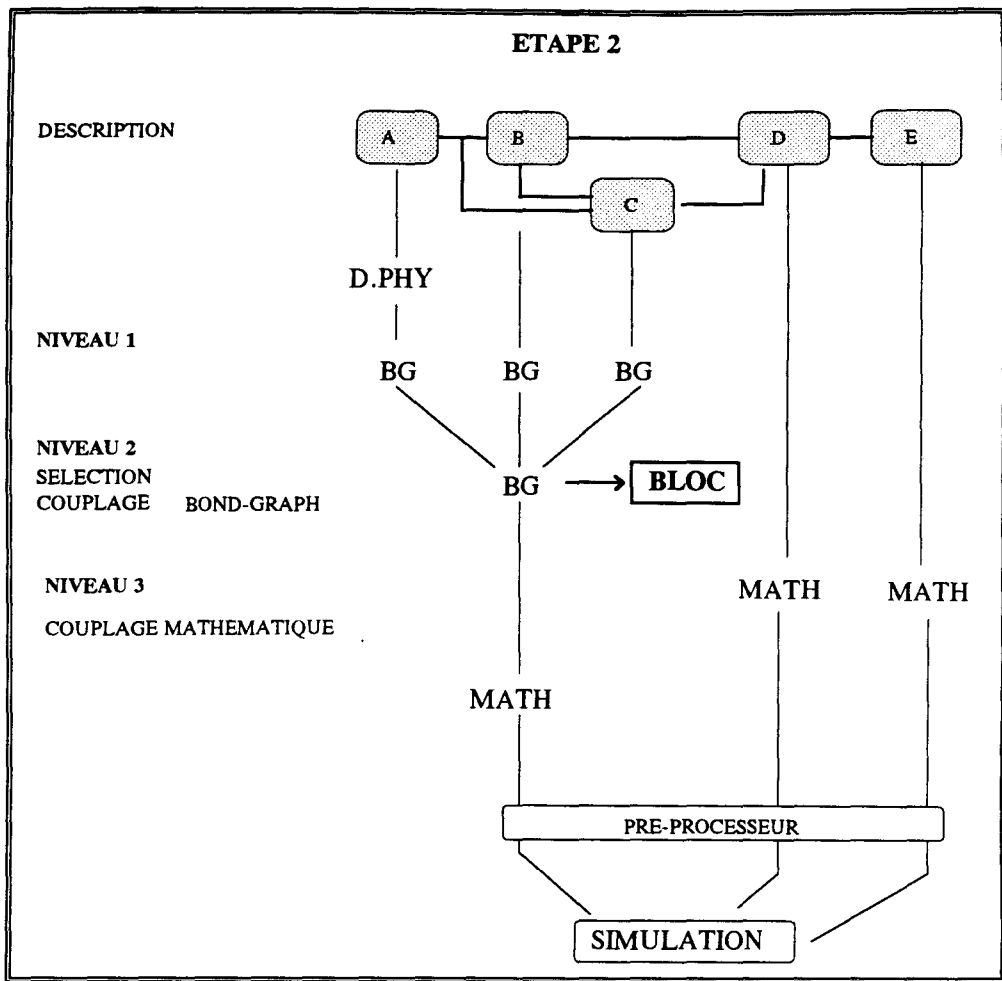 ETAPE 2
DESCRIPTION
A
B
D
E
C
D.PHY
NIVEAU 1
BG
BG
BG
NIVEAU 2
SELECTION
COUPLAGE BOND-GRAPH
BG
BLOC
NIVEAU 3
COUPLAGE MATHEMATIQUE
MATH
MATH
MATH
PRE-PROCESSEUR
SIMULATION